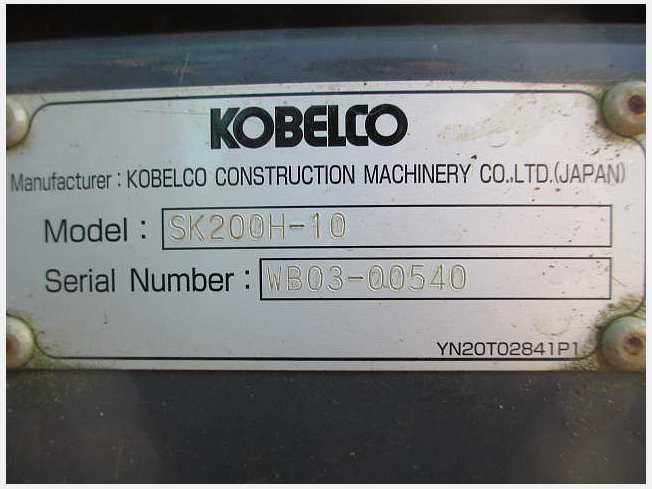 KOBELCO
Manufacturer : KOBELCO CONSTRUCTION MACHINERY CO.,LTD.(JAPAN)
Model : SK200H-10
Serial Number : WB03-00540
YN20T02841P1